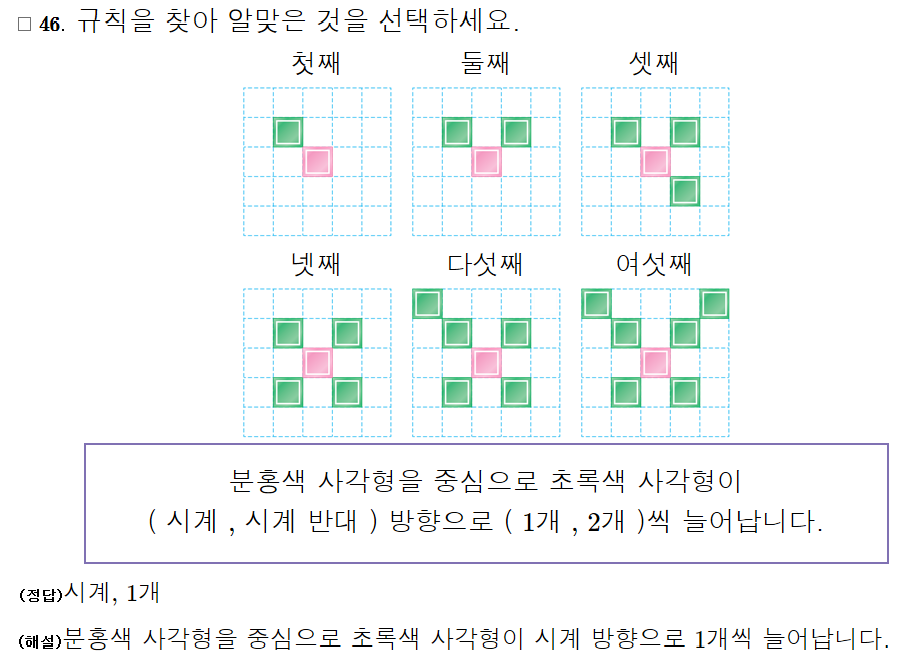 □ 46. 규칙을 찾아 알맞은 것을 선택하세요.
첫째 둘째 셋째
넷째 다섯째 여섯째
분홍색 사각형을 중심으로 초록색 사각형이
( 시계 , 시계 반대 ) 방향으로 ( 1개 , 2개 )씩 늘어납니다.
(정답)시계, 1개
(해설)분홍색 사각형을 중심으로 초록색 사각형이 시계 방향으로 1개씩 늘어납니다.